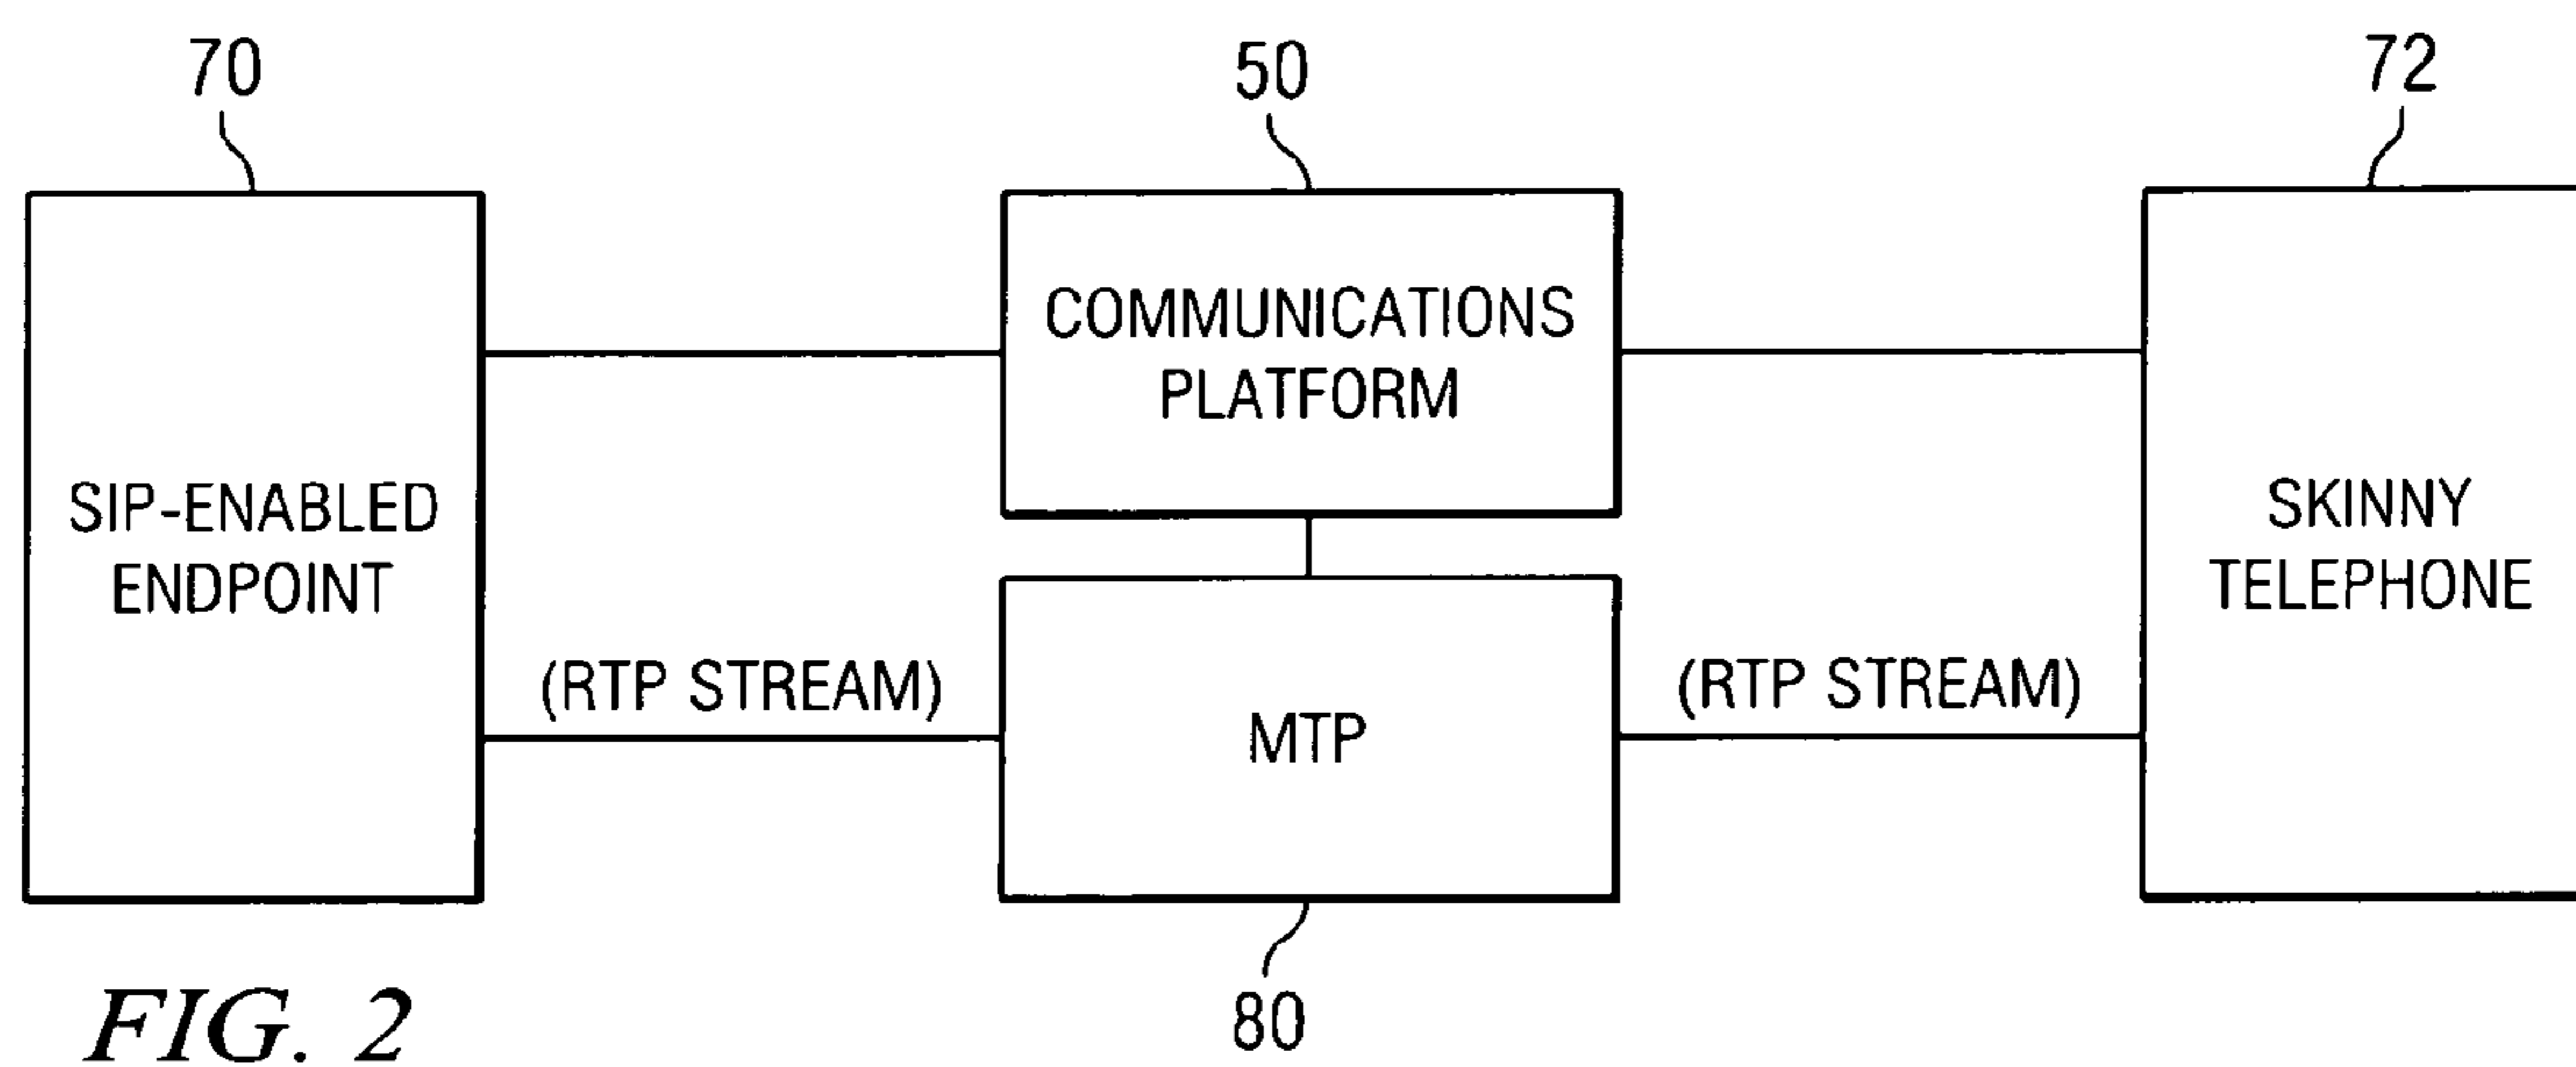 70
50
72
COMMUNICATIONS
PLATFORM
SIP-ENABLED
ENDPOINT
SKINNY
TELEPHONE
(RTP STREAM)
MTP
(RTP STREAM)
80
FIG. 2